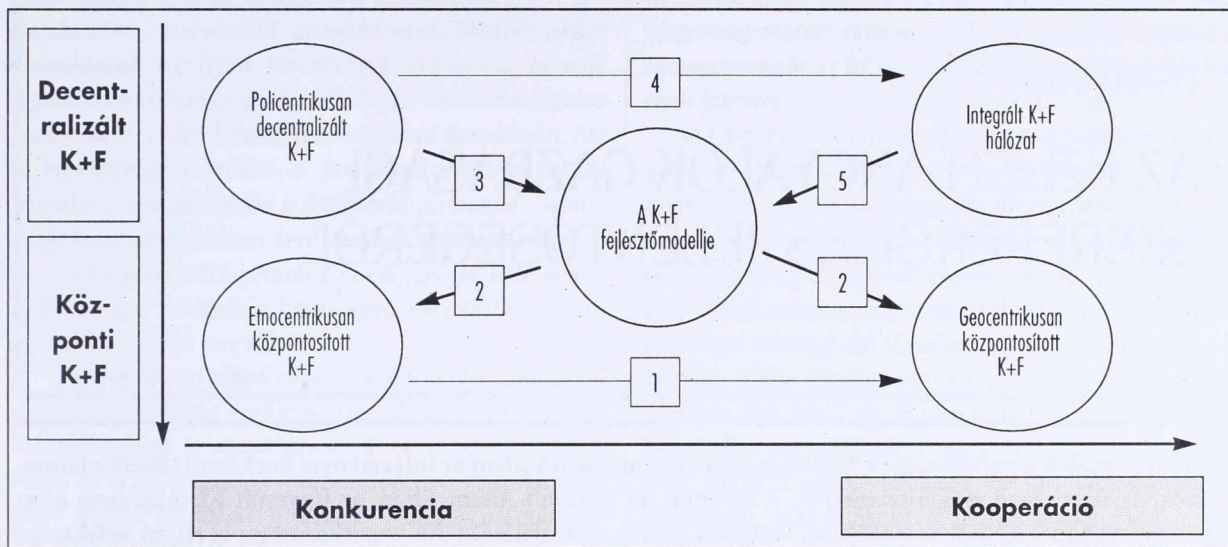 Decent-
ralizált
K+F
Köz-
ponti
K+F
Policentrikusan
decentralizált
K+F
4
Integrált K+F
hálózat
3
5
A K+F
fejlesztőmodellje
2
2
Etnocentrikusan
központosított
K+F
1
Geocentrikusan
központosított
K+F
Konkurencia
Kooperáció